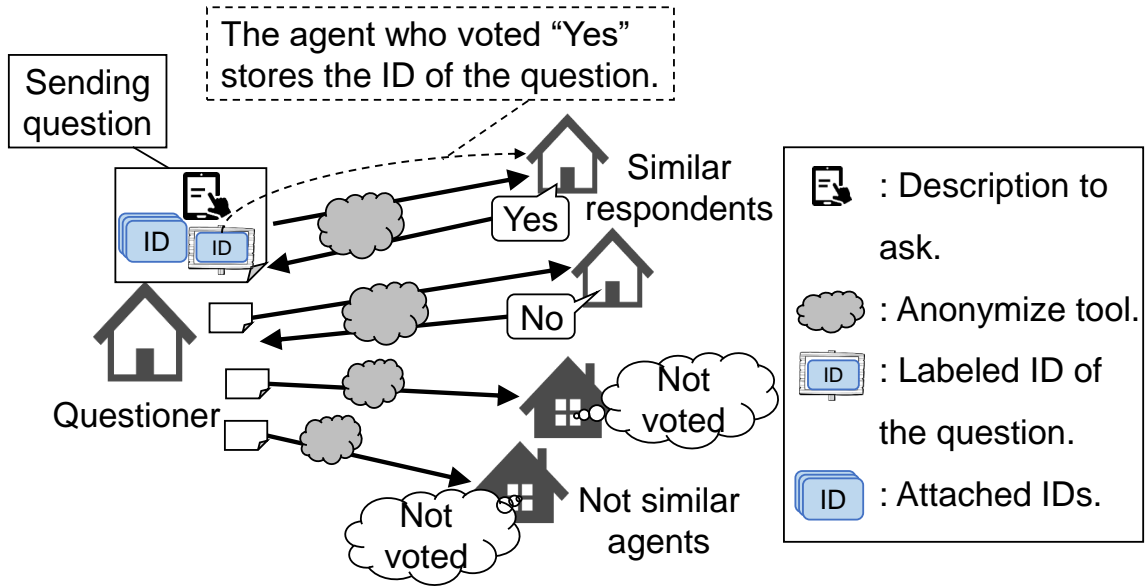 The agent who voted “Yes”
stores the ID of the question.
Sending
question
ID
ID
Similar
respondents
Yes
No
Questioner
Not
voted
Not
voted
Not similar
agents
: Description to
ask.
: Anonymize tool.
ID
: Labeled ID of
the question.
ID
: Attached IDs.